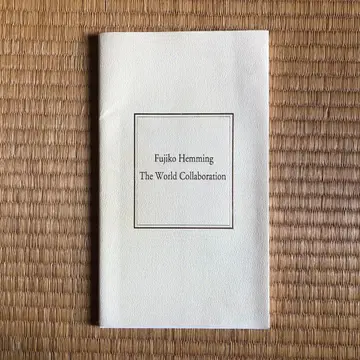 Fujiko Hemming
The World Collaboration